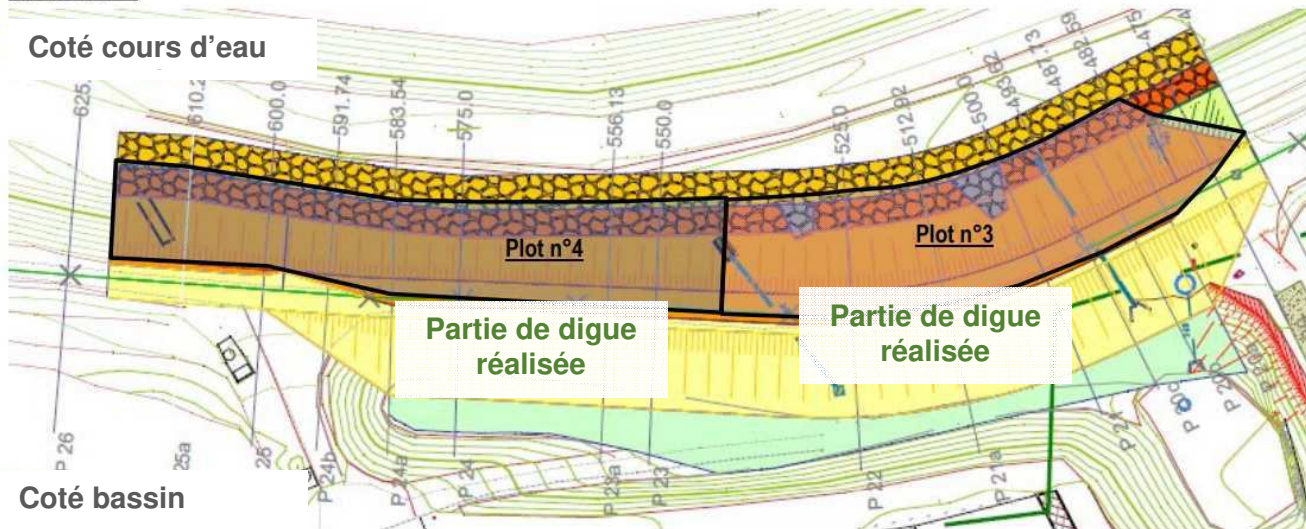 Coté cours d'eau
625.
610.2
600.0
591.74
583.54
575.0
556.13
550.0
525.0
512.92
500.0
493.62
487.73
482.59
475
Plot n°4
Plot n°3
Partie de digue
réalisée
Partie de digue
réalisée
P 26
25a
25
P 24b
P 24a
P 24
P 23a
P 23
P 22
P 21a
P 21
Coté bassin